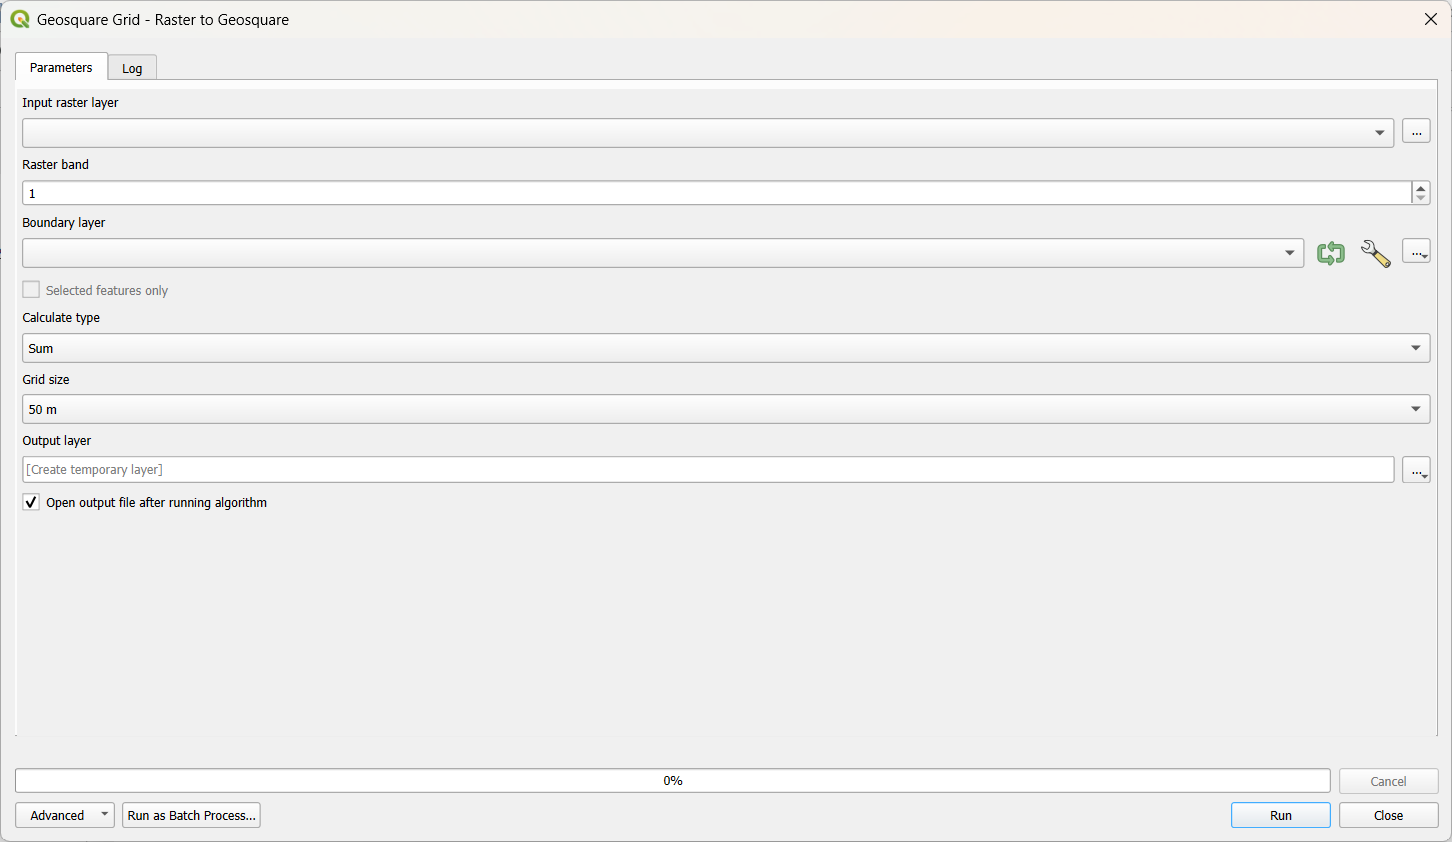 Geosquare Grid - Raster to Geosquare
Parameters
Log
Input raster layer
...
Raster band
1
Boundary layer
...
Selected features only
Calculate type
Sum
Grid size
50 m
Output layer
[Create temporary layer]
...
Open output file after running algorithm
0%
Cancel
Advanced
Run as Batch Process...
Run
Close